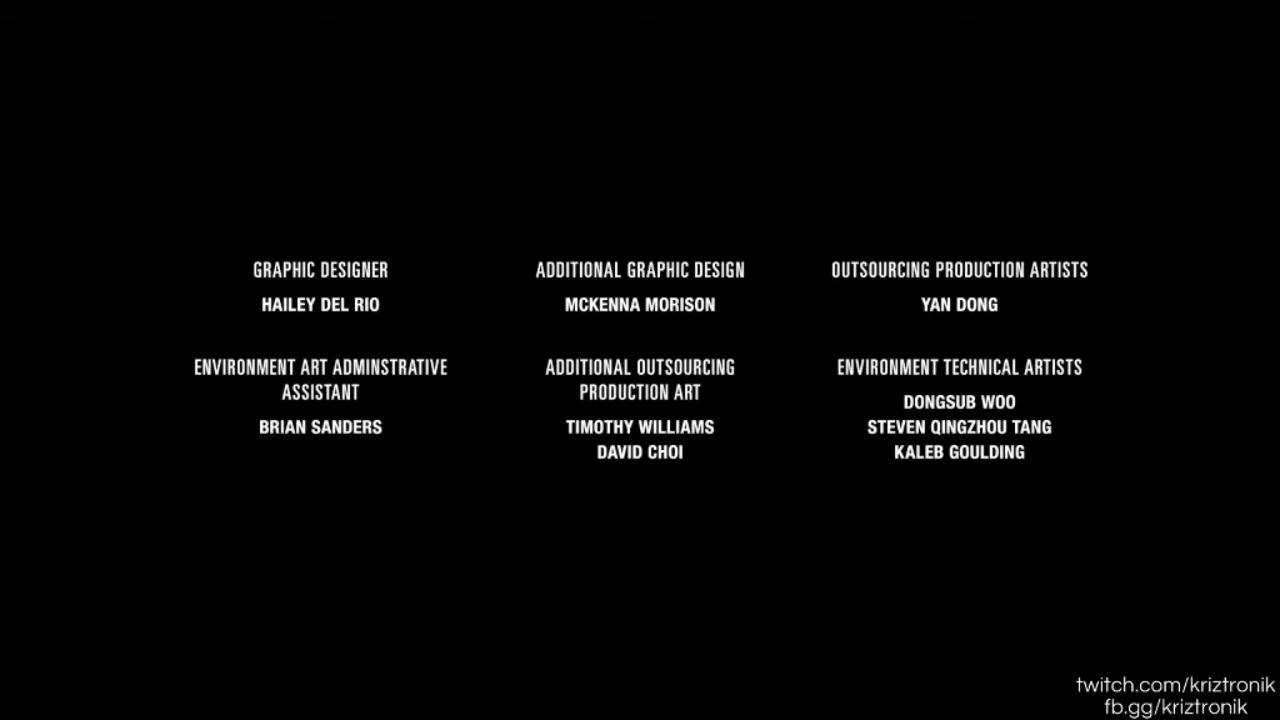 GRAPHIC DESIGNER
HAILEY DEL RIO
ADDITIONAL GRAPHIC DESIGN
MCKENNA MORISON
OUTSOURCING PRODUCTION ARTISTS
YAN DONG
ENVIRONMENT ART ADMINSTRATIVE
ASSISTANT
BRIAN SANDERS
ADDITIONAL OUTSOURCING
PRODUCTION ART
TIMOTHY WILLIAMS
DAVID CHOI
ENVIRONMENT TECHNICAL ARTISTS
DONGSUB WOO
STEVEN QINGZHOU TANG
KALEB GOULDING
twitch.com/kriztronik
fb.gg/kriztronik